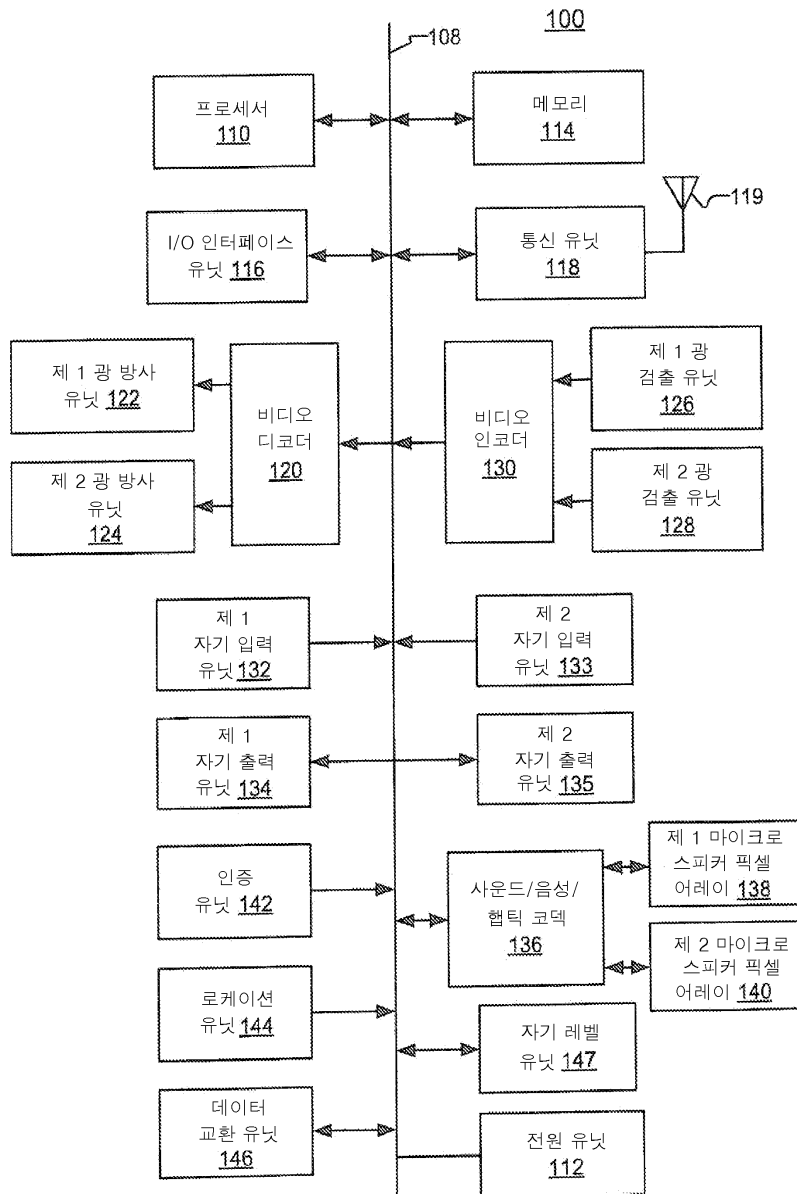 100
108
프로세서
110
메모리
114
119
I/O 인터페이스
유닛 116
통신 유닛
118
제 1 광 방사
유닛 122
비디오
디코더
120
비디오
인코더
130
제 1 광
검출 유닛
126
제 2 광 방사
유닛
124
제 2 광
검출 유닛
128
제 1
자기 입력
유닛 132
제 2
자기 입력
유닛 133
제 1
자기 출력
유닛 134
제 2
자기 출력
유닛 135
인증
유닛 142
사운드/음성/
햅틱 코덱
136
제 1 마이크로
스피커 픽셀
어레이 138
제 2 마이크로
스피커 픽셀
어레이 140
로케이션
유닛 144
자기 레벨
유닛 147
데이터
교환 유닛
146
전원 유닛
112